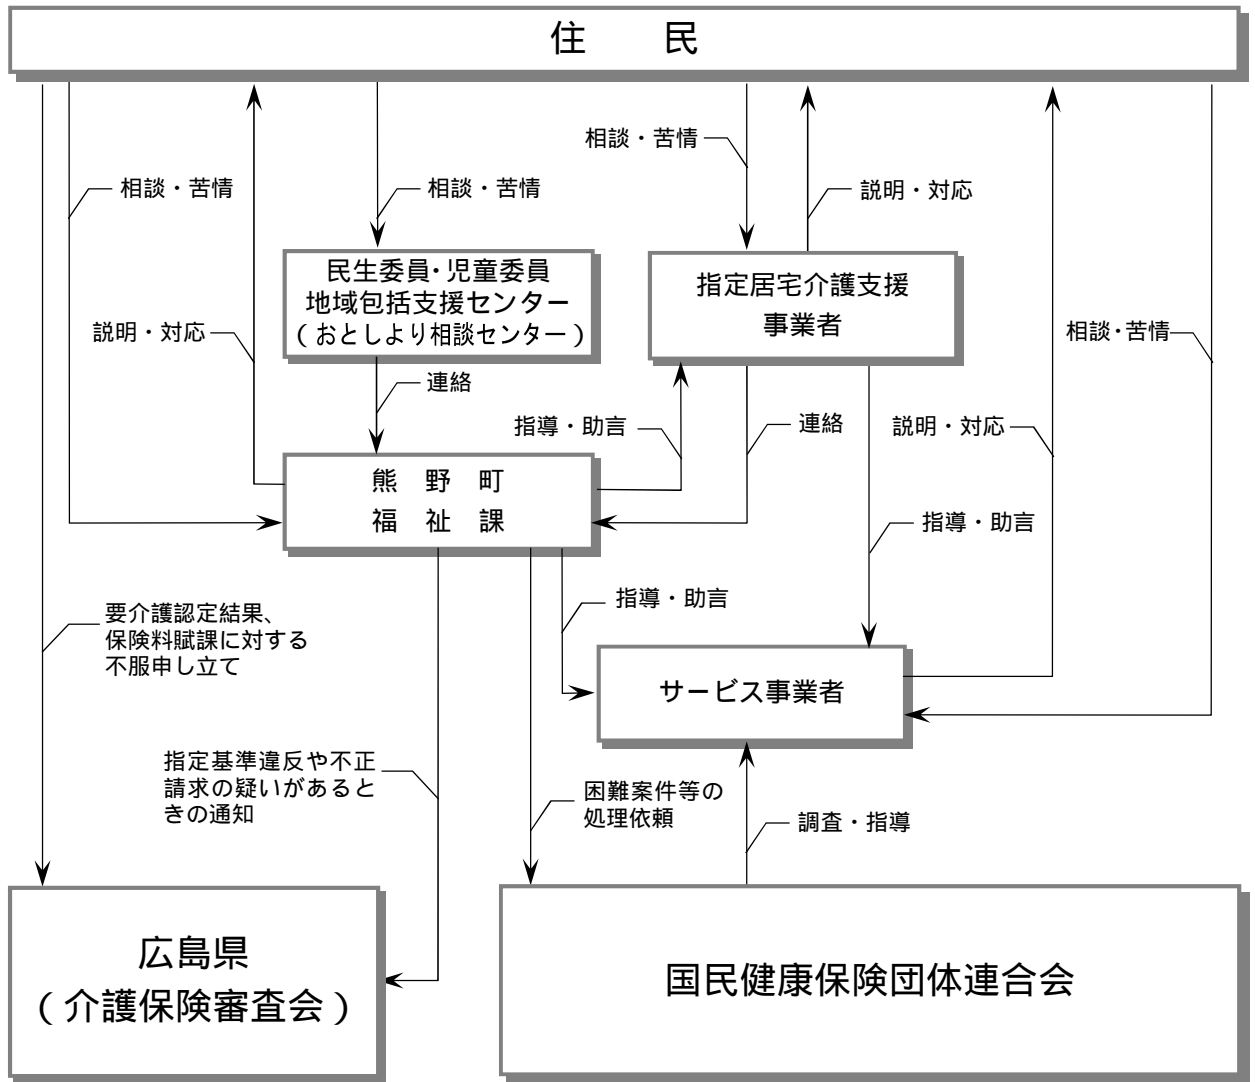 住　　民
相談・苦情
相談・苦情
相談・苦情
説明・対応
民生委員・児童委員
地域包括支援センター
（おとしより相談センター）
指定居宅介護支援
事業者
説明・対応
相談・苦情
連絡
指導・助言
連絡
説明・対応
熊　野　町
福　祉　課
指導・助言
指導・助言
要介護認定結果、
保険料賦課に対する
不服申し立て
サービス事業者
指定基準違反や不正
請求の疑いがあると
きの通知
困難案件等の
処理依頼
調査・指導
広島県
（介護保険審査会）
国民健康保険団体連合会